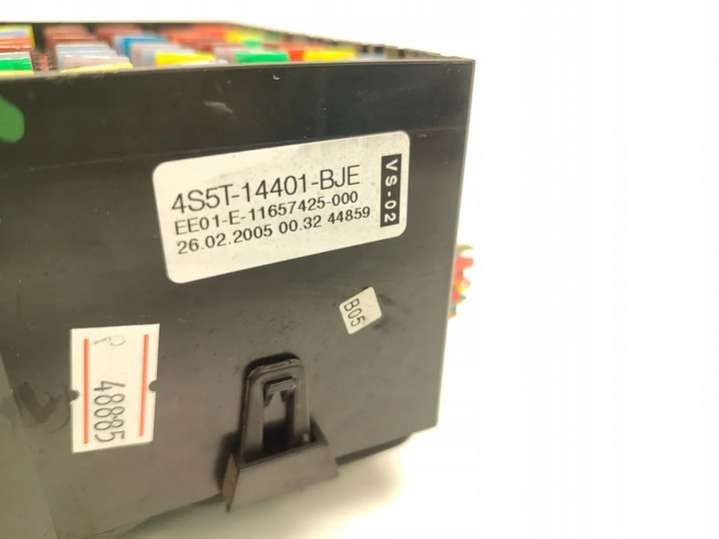 4S5T-14401-BJE
EE01-E-11657425-000
26.02.2005 00.32 44859
VS-02
B05
P 48885